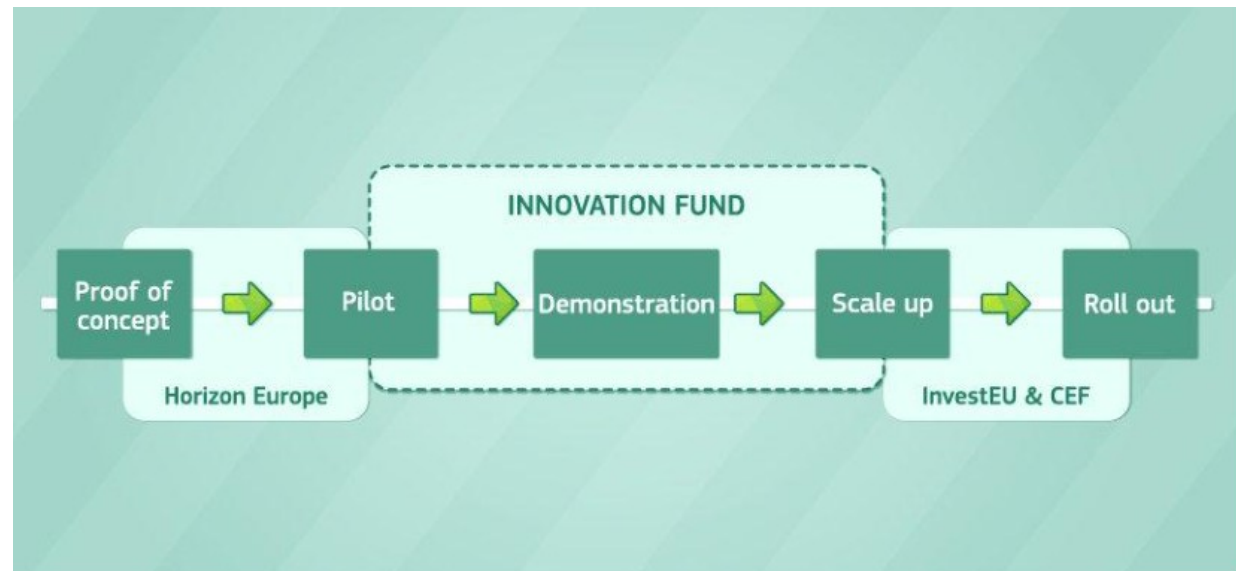 INNOVATION FUND
Proof of
concept
Pilot
Demonstration
Scale up
Roll out
Horizon Europe
InvestEU & CEF